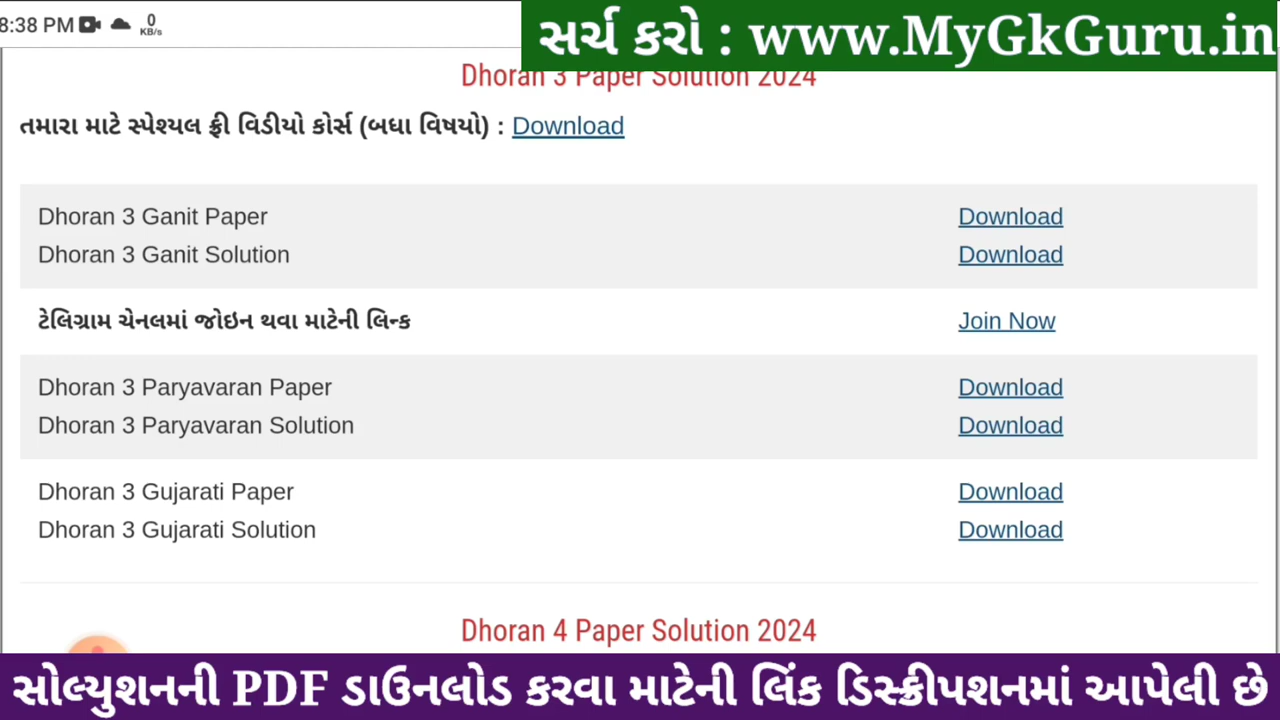 8:38 PM 0 KB/s
સર્ચ કરો : www.MyGkGuru.in
Dhoran 3 Paper Solution 2024
તમારા માટે સ્પેશ્યલ ફ્રી વિડીયો કોર્સ (બધા વિષયો) : Download
Dhoran 3 Ganit Paper Download
Dhoran 3 Ganit Solution Download
ટેલિગ્રામ ચેનલમાં જોઇન થવા માટેની લિન્ક Join Now
Dhoran 3 Paryavaran Paper Download
Dhoran 3 Paryavaran Solution Download
Dhoran 3 Gujarati Paper Download
Dhoran 3 Gujarati Solution Download
Dhoran 4 Paper Solution 2024
સોલ્યુશનની PDF ડાઉનલોડ કરવા માટેની લિંક ડિસ્ક્રીપશનમાં આપેલી છે